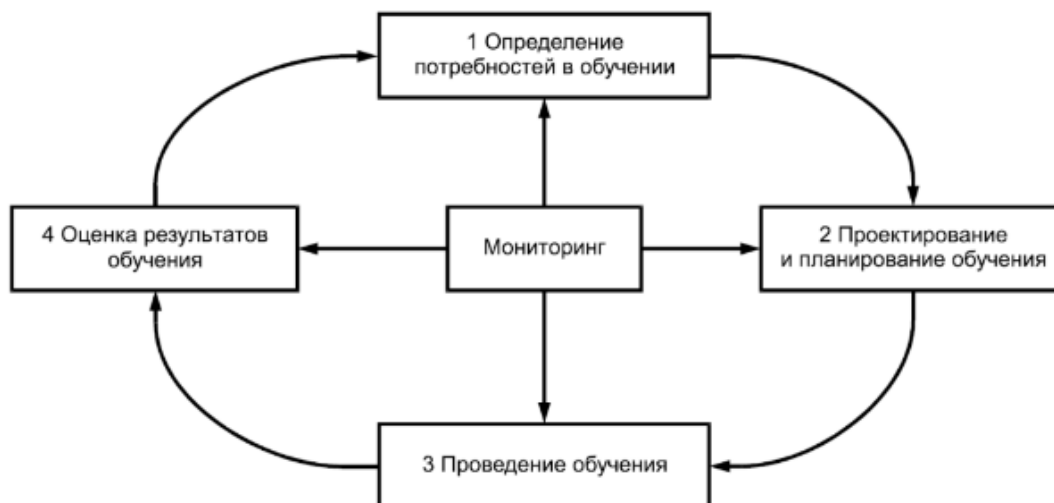 1 Определение
потребностей в обучении
4 Оценка результатов
обучения
Мониторинг
2 Проектирование
и планирование обучения
3 Проведение обучения